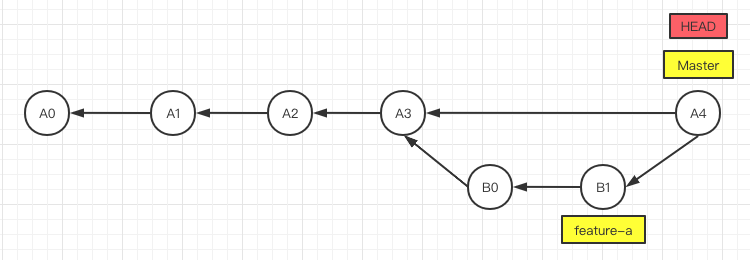 HEAD
Master
A0
A1
A2
A3
A4
B0
B1
feature-a